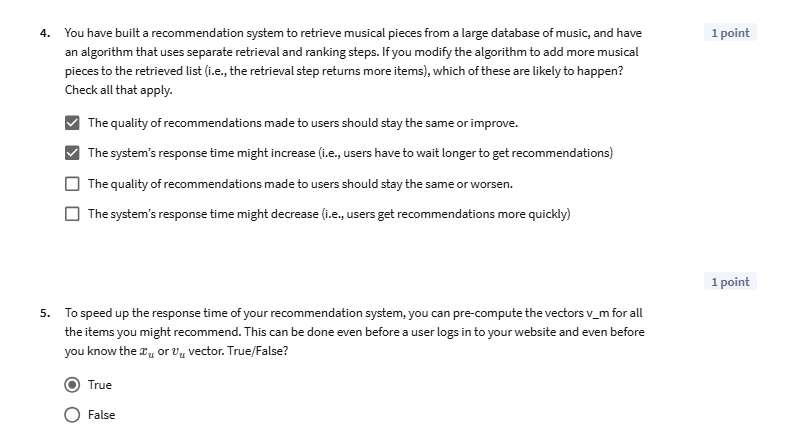 4. You have built a recommendation system to retrieve musical pieces from a large database of music, and have
1 point
an algorithm that uses separate retrieval and ranking steps. If you modify the algorithm to add more musical
pieces to the retrieved list (i.e., the retrieval step returns more items), which of these are likely to happen?
Check all that apply.
The quality of recommendations made to users should stay the same or improve.
The system's response time might increase (i.e., users have to wait longer to get recommendations)
The quality of recommendations made to users should stay the same or worsen.
The system's response time might decrease (i.e., users get recommendations more quickly)
1 point
5. To speed up the response time of your recommendation system, you can pre-compute the vectors v_m for all
the items you might recommend. This can be done even before a user logs in to your website and even before
you know the x_u or v_u vector. True/False?
True
False